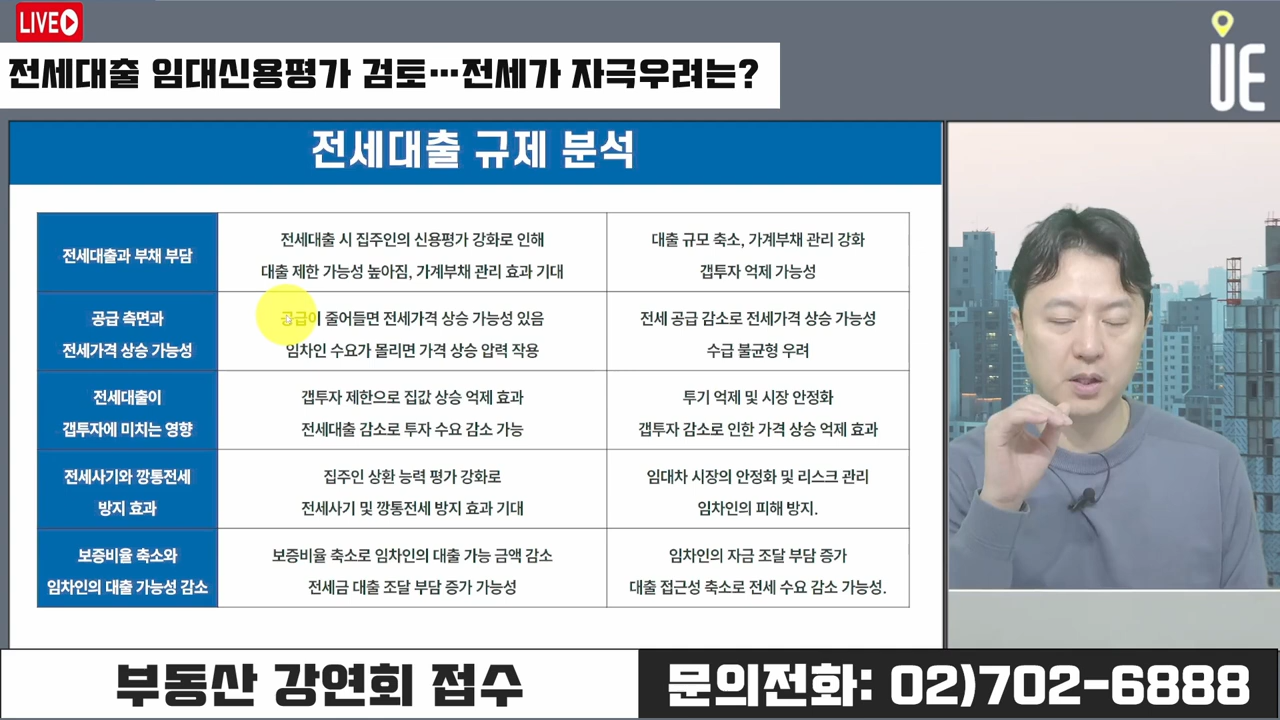 LIVE
UE
전세대출 임대신용평가 검토…전세가 자극우려는?
전세대출 규제 분석
전세대출과 부채 부담
전세대출 시 집주인의 신용평가 강화로 인해
대출 제한 가능성 높아짐, 가계부채 관리 효과 기대
대출 규모 축소, 가계부채 관리 강화
갭투자 억제 가능성
공급 측면과
전세가격 상승 가능성
공급이 줄어들면 전세가격 상승 가능성 있음
임차인 수요가 몰리면 가격 상승 압력 작용
전세 공급 감소로 전세가격 상승 가능성
수급 불균형 우려
전세대출이
갭투자에 미치는 영향
갭투자 제한으로 집값 상승 억제 효과
전세대출 감소로 투자 수요 감소 가능
투기 억제 및 시장 안정화
갭투자 감소로 인한 가격 상승 억제 효과
전세사기와 깡통전세
방지 효과
집주인 상환 능력 평가 강화로
전세사기 및 깡통전세 방지 효과 기대
임대차 시장의 안정화 및 리스크 관리
임차인의 피해 방지.
보증비율 축소와
임차인의 대출 가능성 감소
보증비율 축소로 임차인의 대출 가능 금액 감소
전세금 대출 조달 부담 증가 가능성
임차인의 자금 조달 부담 증가
대출 접근성 축소로 전세 수요 감소 가능성.
부동산 강연회 접수
문의전화: 02)702-6888